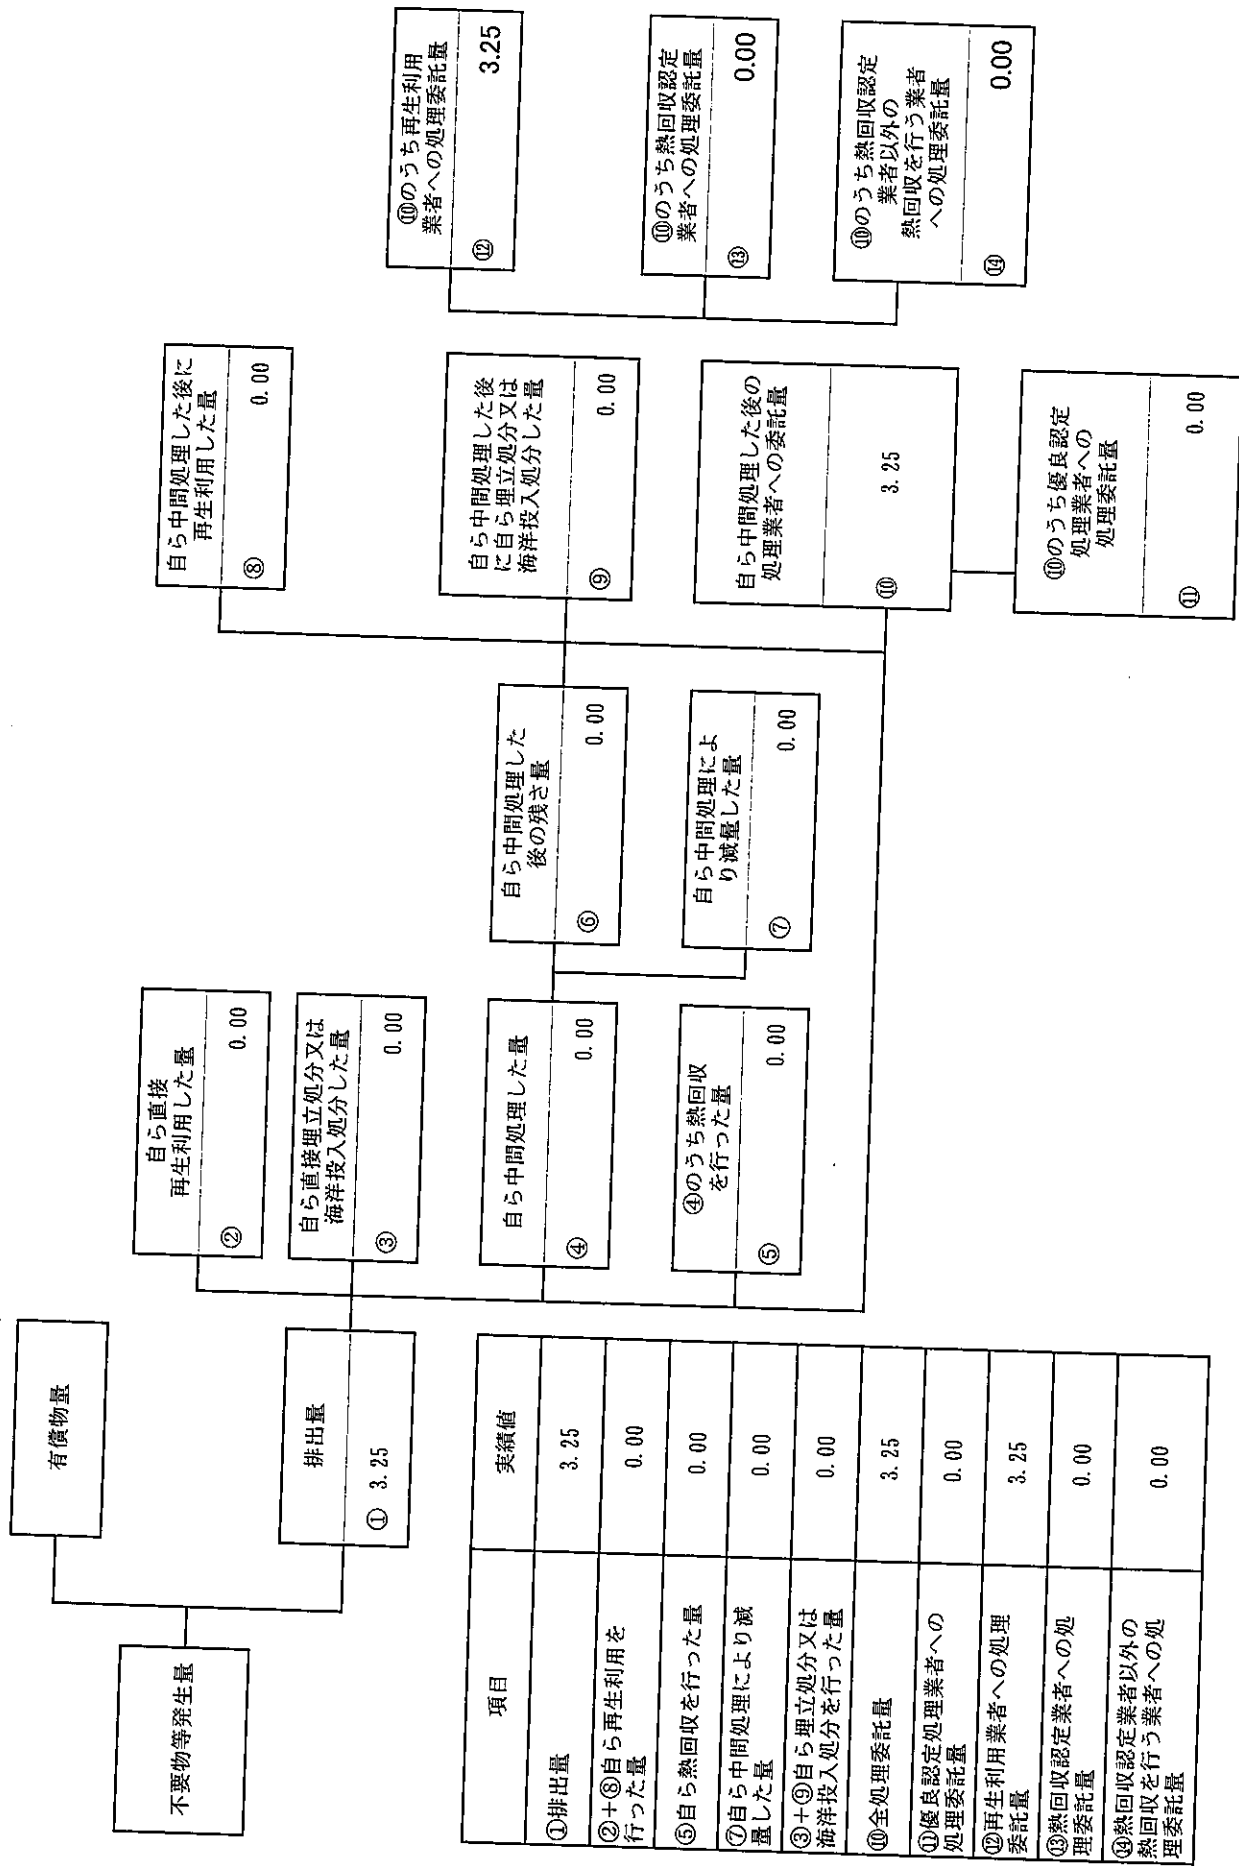 不要物等発生量
有償物量
排出量
① 3.25
自ら直接
再生利用した量
② 0.00
自ら直接埋立処分又は
海洋投入処分した量
③ 0.00
自ら中間処理した量
④ 0.00
④のうち熱回収
を行った量
⑤ 0.00
自ら中間処理した
後の残さ量
⑥ 0.00
自ら中間処理によ
り減量した量
⑦ 0.00
自ら中間処理した後に
再生利用した量
⑧ 0.00
自ら中間処理した後
に自ら埋立処分又は
海洋投入処分した量
⑨ 0.00
自ら中間処理した後の
処理業者への委託量
⑩ 3.25
⑩のうち優良認定
処理業者への
処理委託量
⑪ 0.00
⑩のうち再生利用
業者への処理委託量
⑫ 3.25
⑩のうち熱回収認定
業者への処理委託量
⑬ 0.00
⑩のうち熱回収認定
業者以外の
熱回収を行う業者
への処理委託量
⑭ 0.00
項目 実績値
①排出量 3.25
②+⑧自ら再生利用を
行った量 0.00
⑤自ら熱回収を行った量 0.00
⑦自ら中間処理により減
量した量 0.00
③+⑨自ら埋立処分又は
海洋投入処分を行った量 0.00
⑩全処理委託量 3.25
⑪優良認定処理業者への
処理委託量 0.00
⑫再生利用業者への処理
委託量 3.25
⑬熱回収認定業者への処
理委託量 0.00
⑭熱回収認定業者以外の
熱回収を行う業者への処
理委託量 0.00